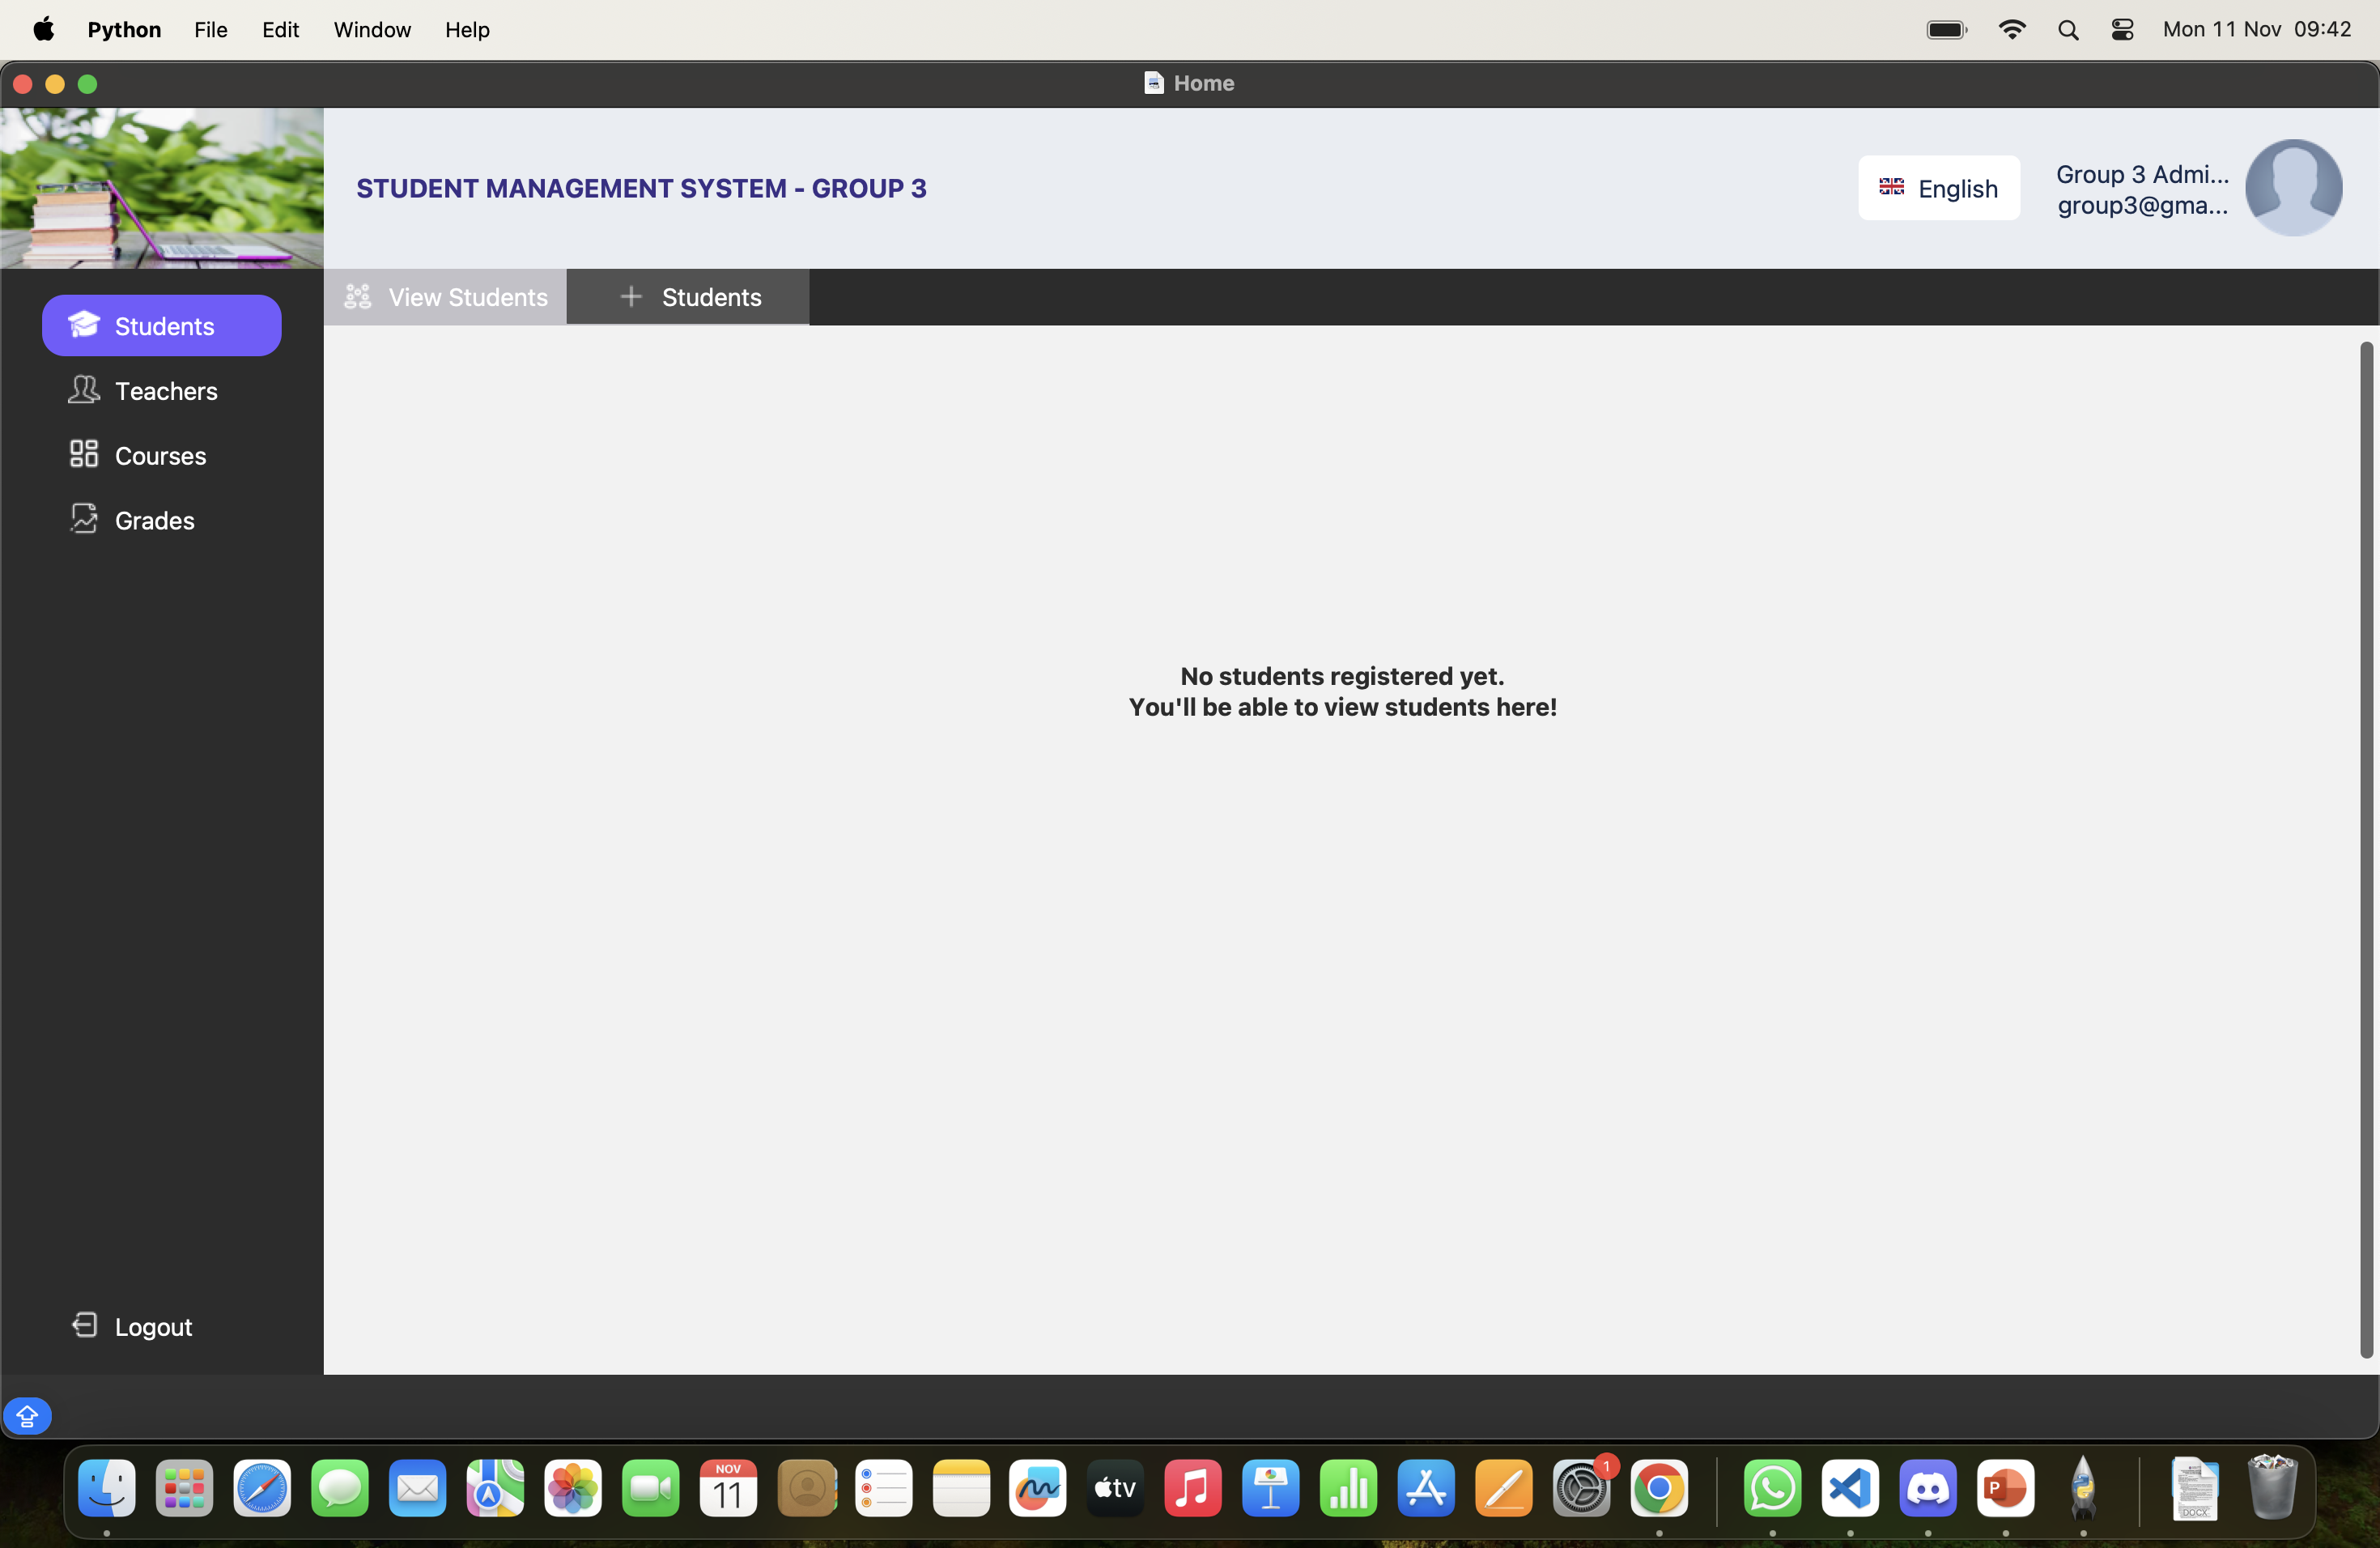 Python File Edit Window Help Mon 11 Nov 09:42
Home
STUDENT MANAGEMENT SYSTEM - GROUP 3
English
Group 3 Admi...
group3@gma...
View Students
+ Students
Students
Teachers
Courses
Grades
No students registered yet.
You'll be able to view students here!
Logout
NOV
11
tv
1
P
DOCX